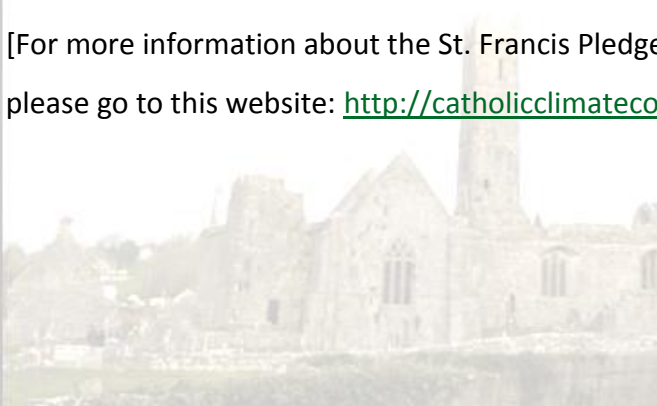 [For more information about the St. Francis Pledge
please go to this website: http://catholicclimateco